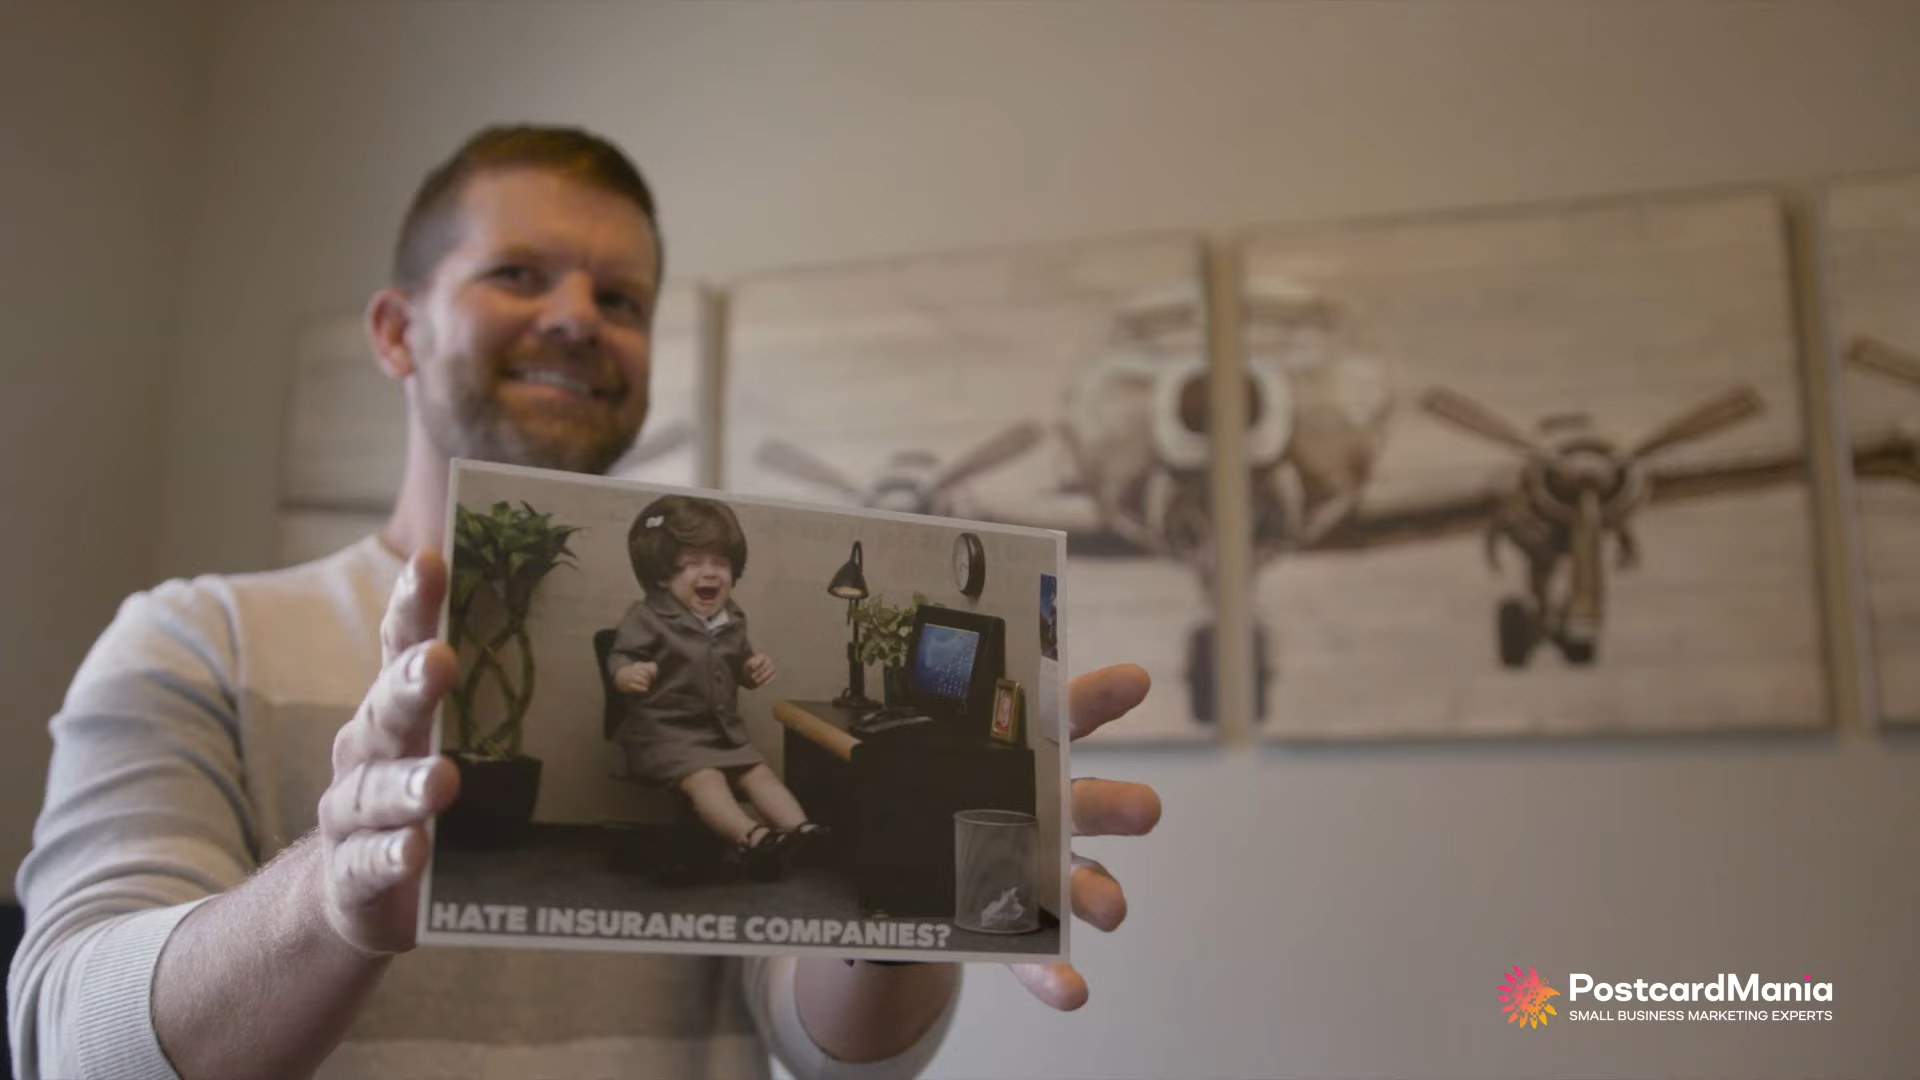 HATE INSURANCE COMPANIES?
PostcardMania
SMALL BUSINESS MARKETING EXPERTS